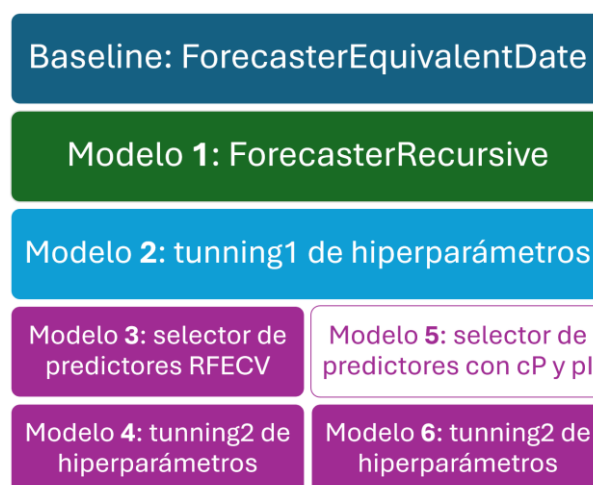 Baseline: ForecasterEquivalentDate
Modelo 1: ForecasterRecursive
Modelo 2: tunning1 de hiperparámetros
Modelo 3: selector de
predictores RFECV
Modelo 5: selector de
predictores con cP y
Modelo 4: tunning2 de
hiperparámetros
Modelo 6: tunning2 de
hiperparámetros